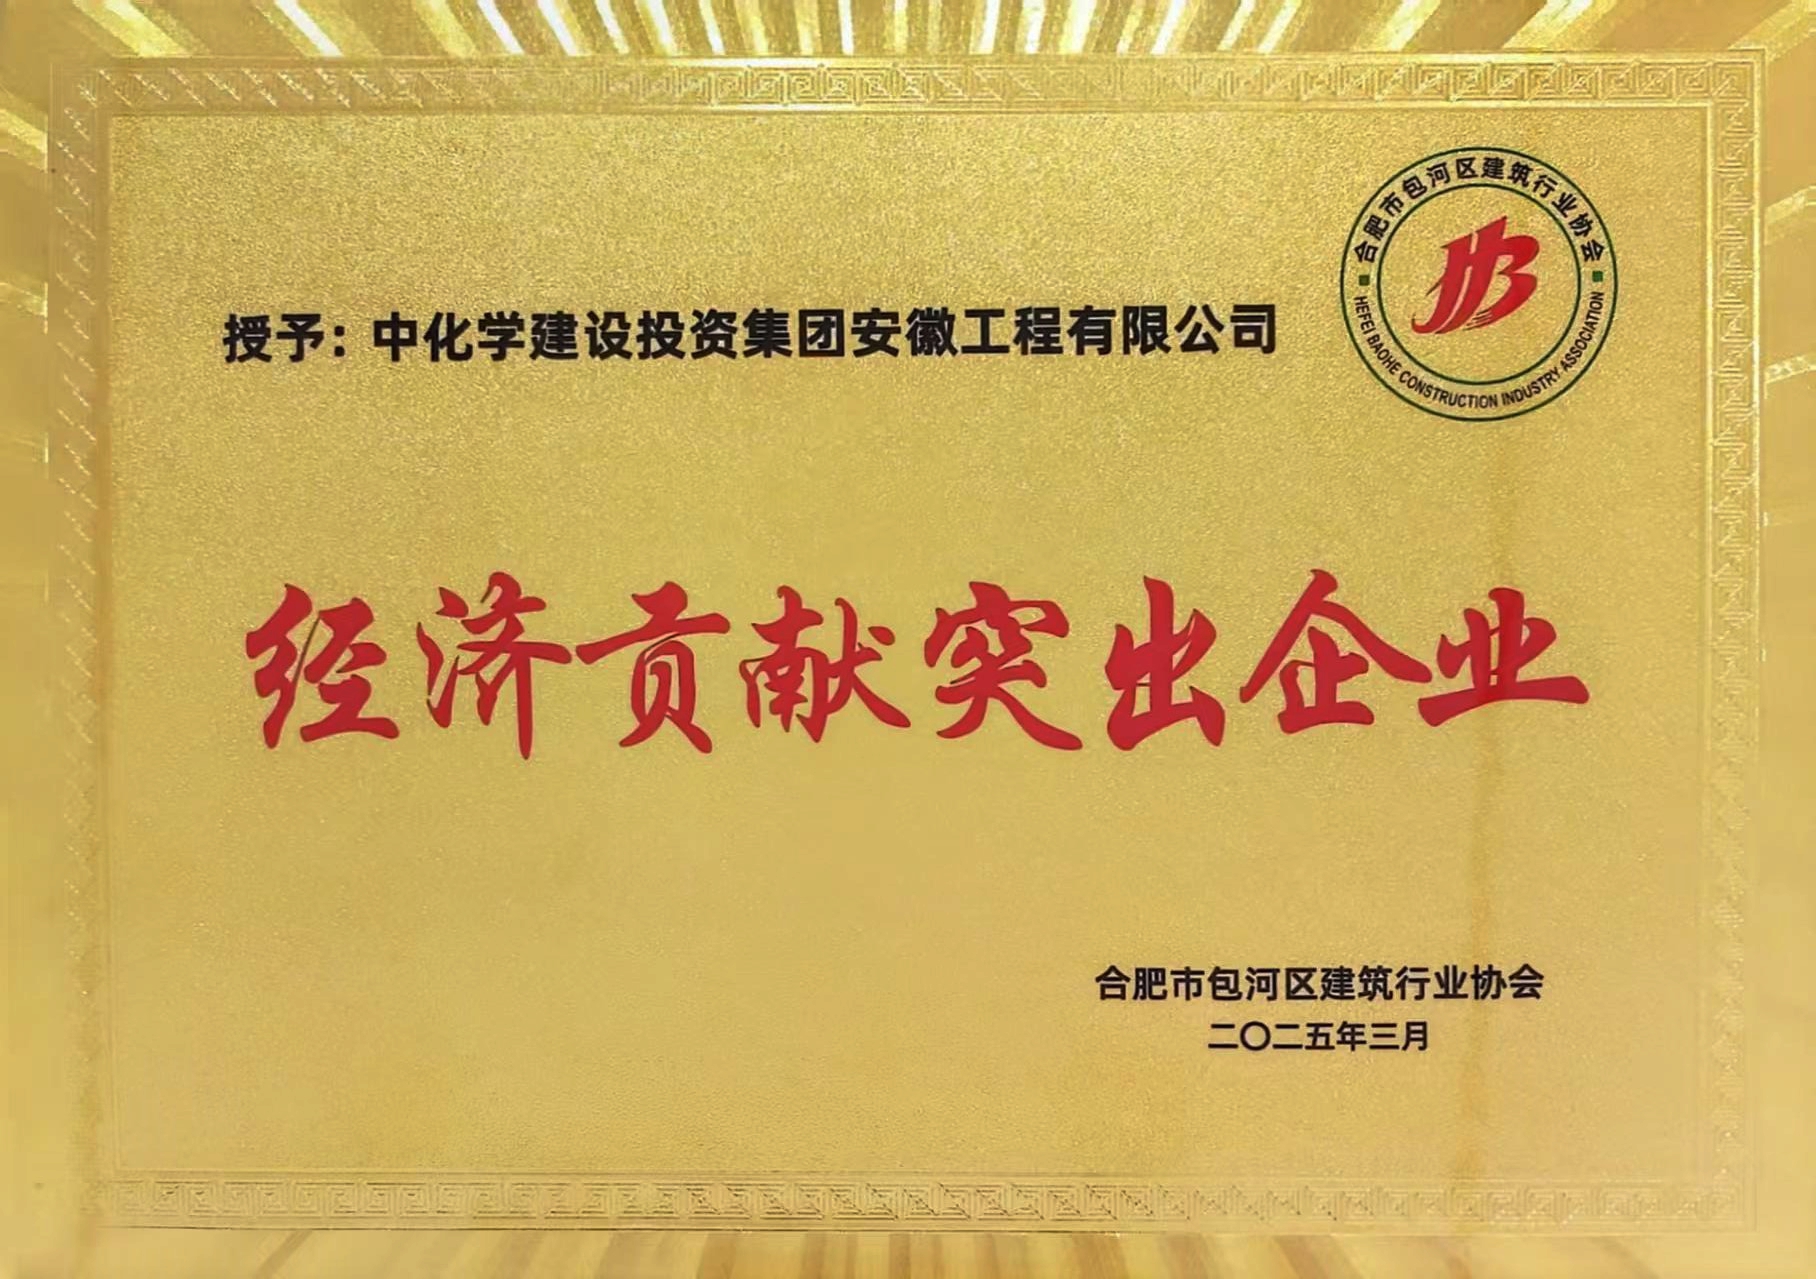 合肥市包河区建筑行业协会
HEFEI BAOHE CONSTRUCTION INDUSTRY ASSOCIATION
授予：中化学建设投资集团安徽工程有限公司
经济贡献突出企业
合肥市包河区建筑行业协会
二〇二五年三月